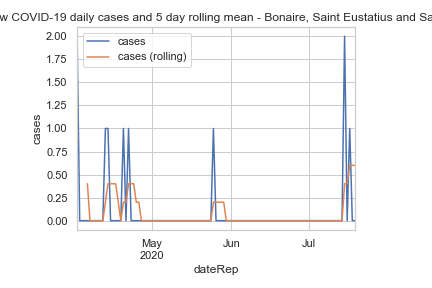 w COVID-19 daily cases and 5 day rolling mean - Bonaire, Saint Eustatius and Sa
2.00
1.75
1.50
1.25
1.00
0.75
0.50
0.25
0.00
cases
cases (rolling)
cases
May
2020
Jun
Jul
dateRep